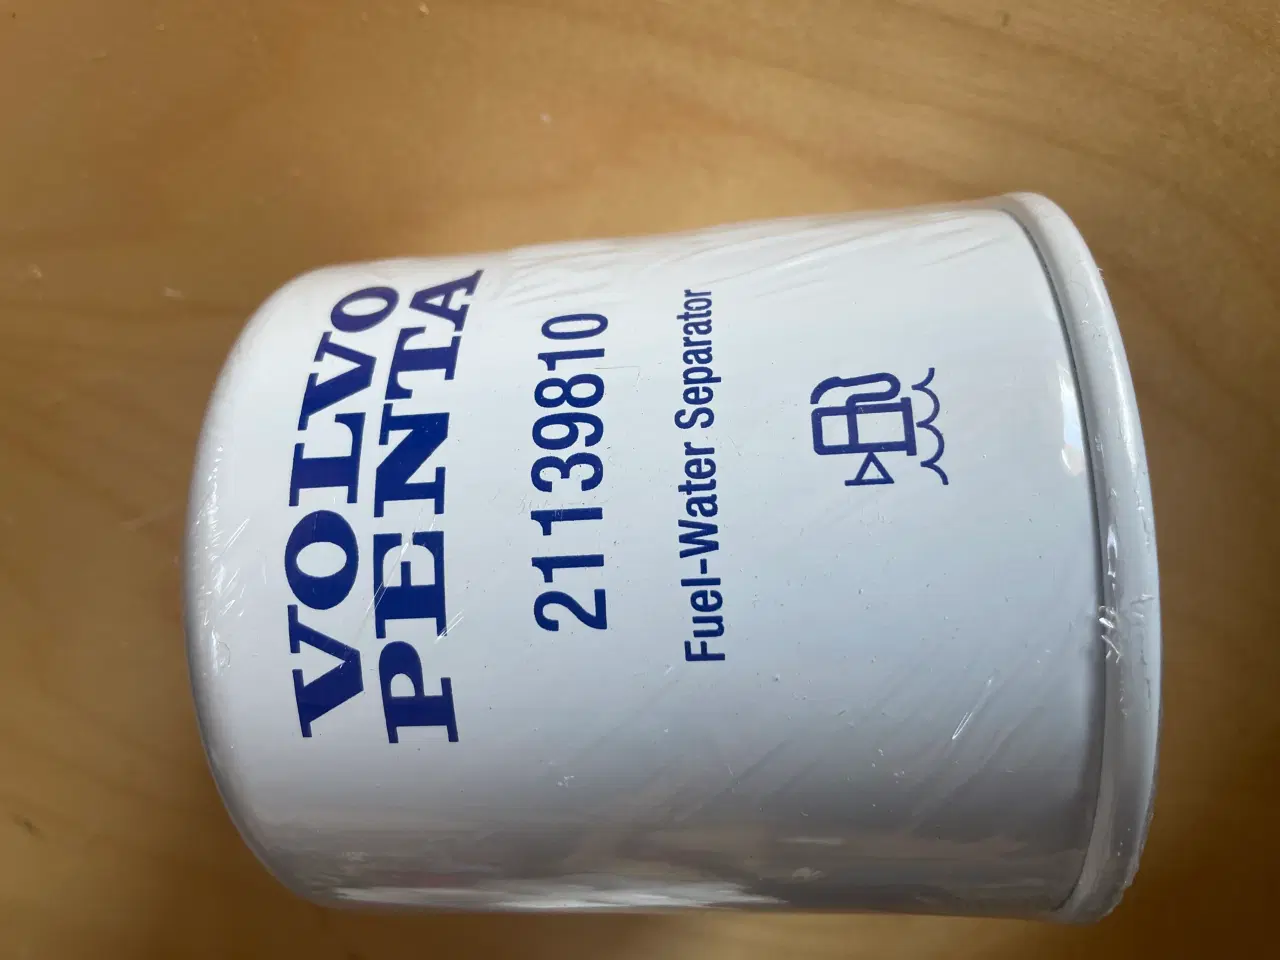 VOLVO
PENTA
21139810
Fuel-Water Separator